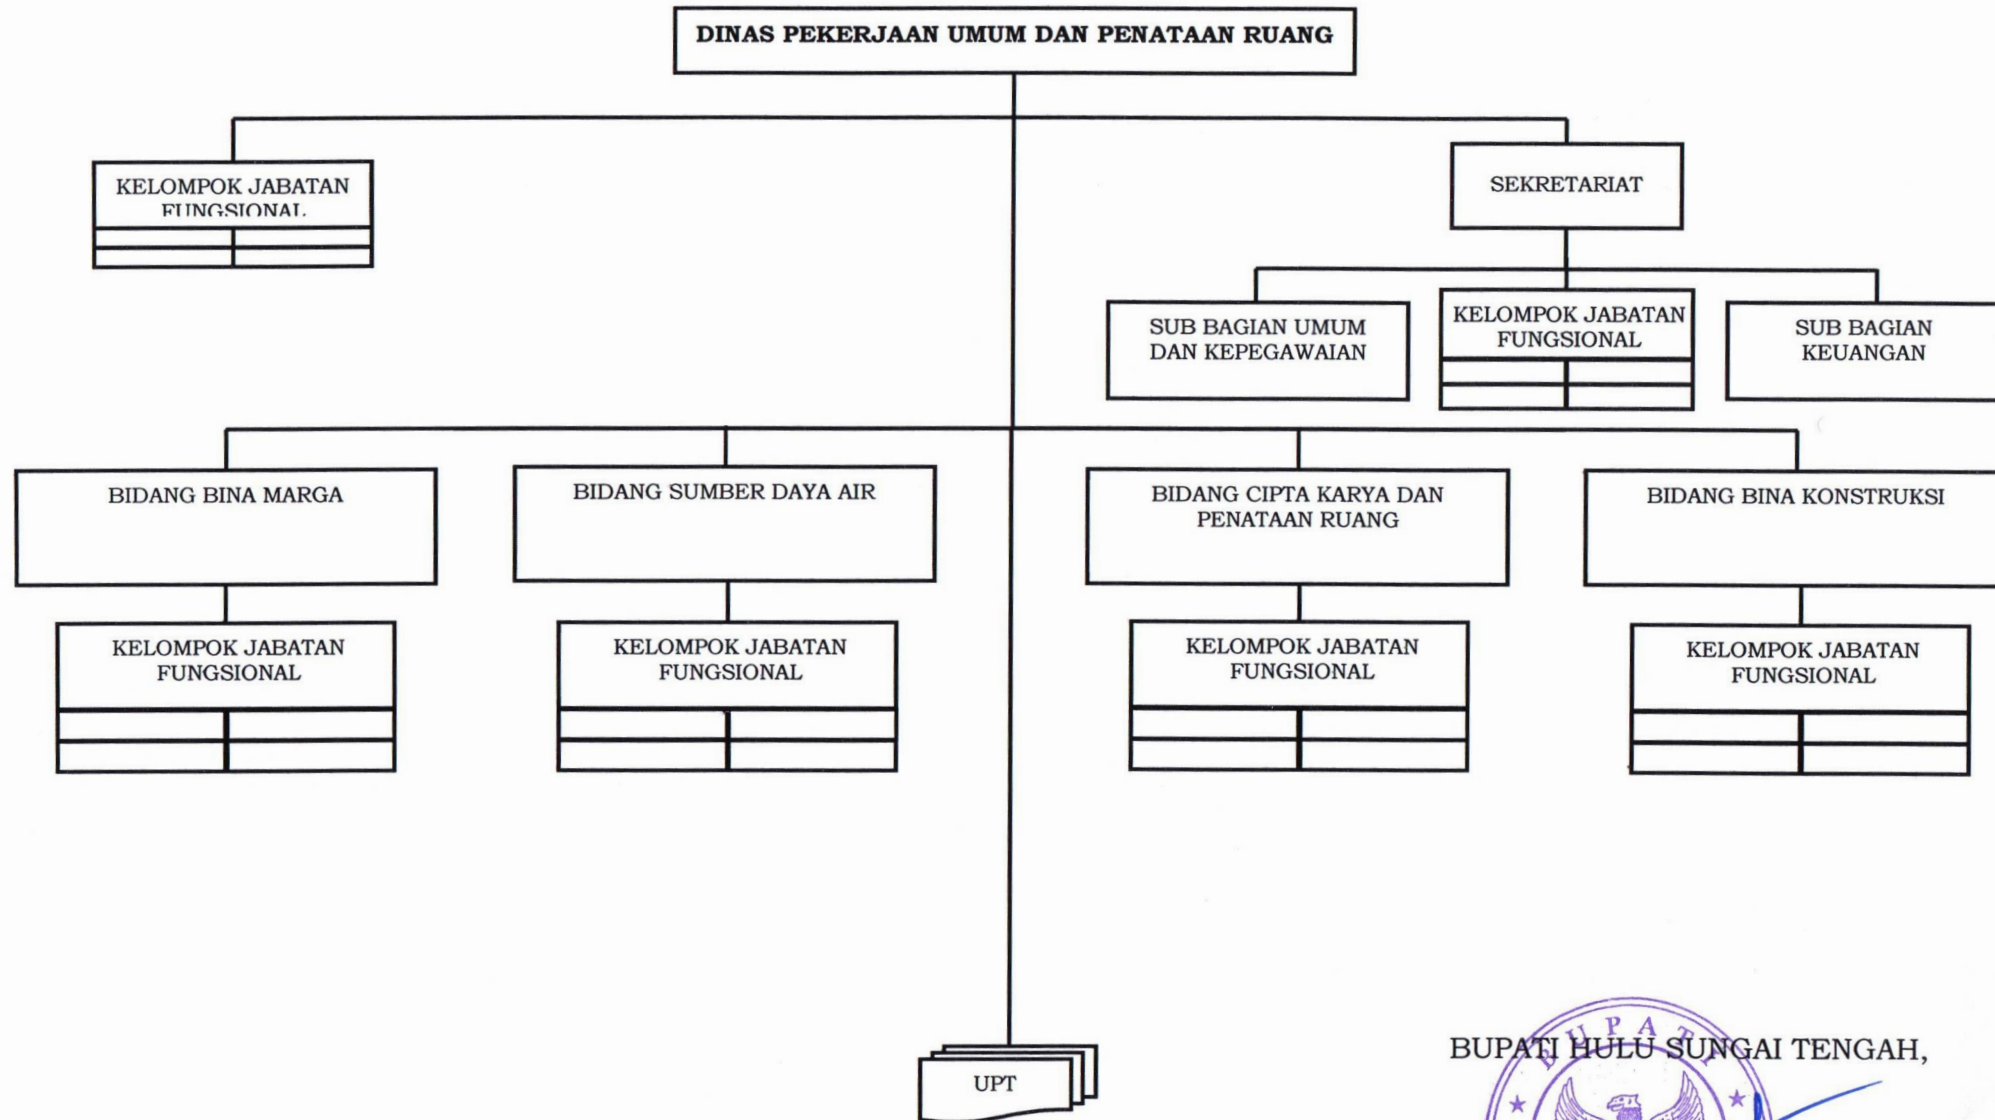 DINAS PEKERJAAN UMUM DAN PENATAAN RUANG
KELOMPOK JABATAN
FUNGSIONAL
SEKRETARIAT
SUB BAGIAN UMUM
DAN KEPEGAWAIAN
KELOMPOK JABATAN
FUNGSIONAL
SUB BAGIAN
KEUANGAN
BIDANG BINA MARGA
BIDANG SUMBER DAYA AIR
BIDANG CIPTA KARYA DAN
PENATAAN RUANG
BIDANG BINA KONSTRUKSI
KELOMPOK JABATAN
FUNGSIONAL
KELOMPOK JABATAN
FUNGSIONAL
KELOMPOK JABATAN
FUNGSIONAL
KELOMPOK JABATAN
FUNGSIONAL
UPT
BUPATI HULU SUNGAI TENGAH,
BUPATI